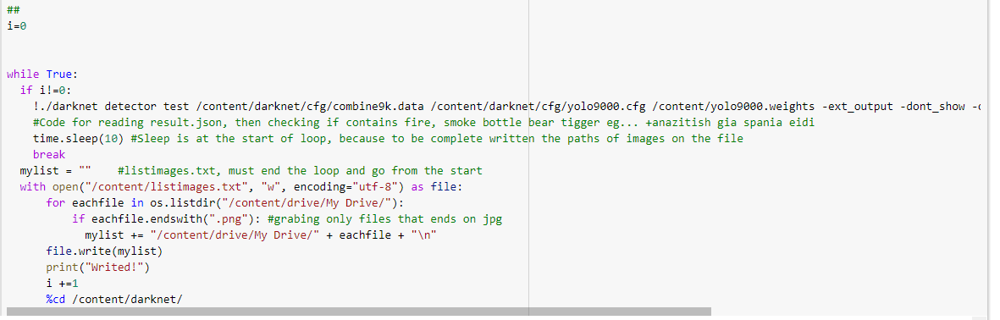 ##
i=0
while True:
if i!=0:
!./darknet detector test /content/darknet/cfg/combine9k.data /content/darknet/cfg/yolo9000.cfg /content/yolo9000.weights -ext_output -dont_show
#Code for reading result.json, then checking if contains fire, smoke bottle bear tigger eg... +anazitish gia spania eidi
time.sleep(10) #Sleep is at the start of loop, because to be complete written the paths of images on the file
break
mylist = "" #listimages.txt, must end the loop and go from the start
with open("/content/listimages.txt", "w", encoding="utf-8") as file:
for eachfile in os.listdir("/content/drive/My Drive/"):
if eachfile.endswith(".png"): #grabing only files that ends on jpg
mylist += "/content/drive/My Drive/" + eachfile + "\n"
file.write(mylist)
print("Writed!")
i +=1
%cd /content/darknet/